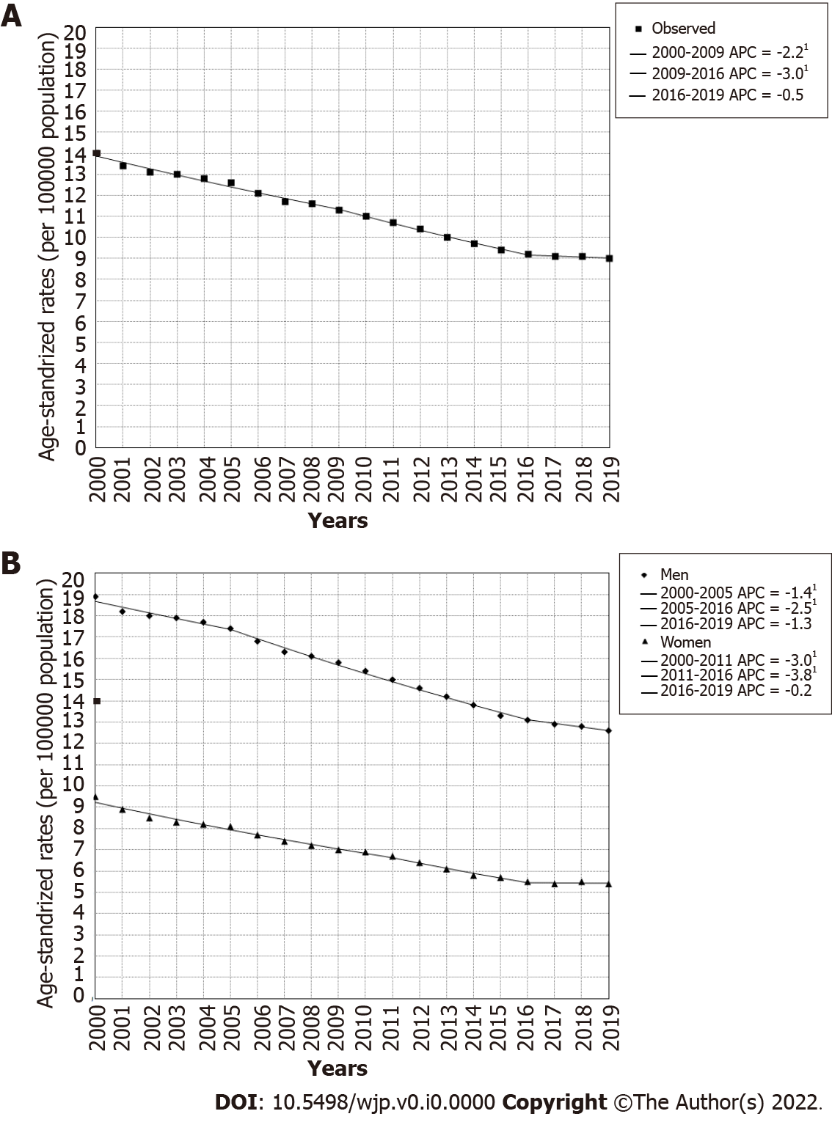 A
Age-standrized rates (per 100000 population)
20
19
18
17
16
15
14
13
12
11
10
9
8
7
6
5
4
3
2
1
0
2000 2001 2002 2003 2004 2005 2006 2007 2008 2009 2010 2011 2012 2013 2014 2015 2016 2017 2018 2019
Years
Observed
2000-2009 APC = -2.2¹
2009-2016 APC = -3.0¹
2016-2019 APC = -0.5
B
Age-standrized rates (per 100000 population)
20
19
18
17
16
15
14
13
12
11
10
9
8
7
6
5
4
3
2
1
0
2000 2001 2002 2003 2004 2005 2006 2007 2008 2009 2010 2011 2012 2013 2014 2015 2016 2017 2018 2019
Years
Men
2000-2005 APC = -1.4¹
2005-2016 APC = -2.5¹
2016-2019 APC = -1.3
Women
2000-2011 APC = -3.0¹
2011-2016 APC = -3.8¹
2016-2019 APC = -0.2
DOI: 10.5498/wjp.v0.i0.0000 Copyright ©The Author(s) 2022.